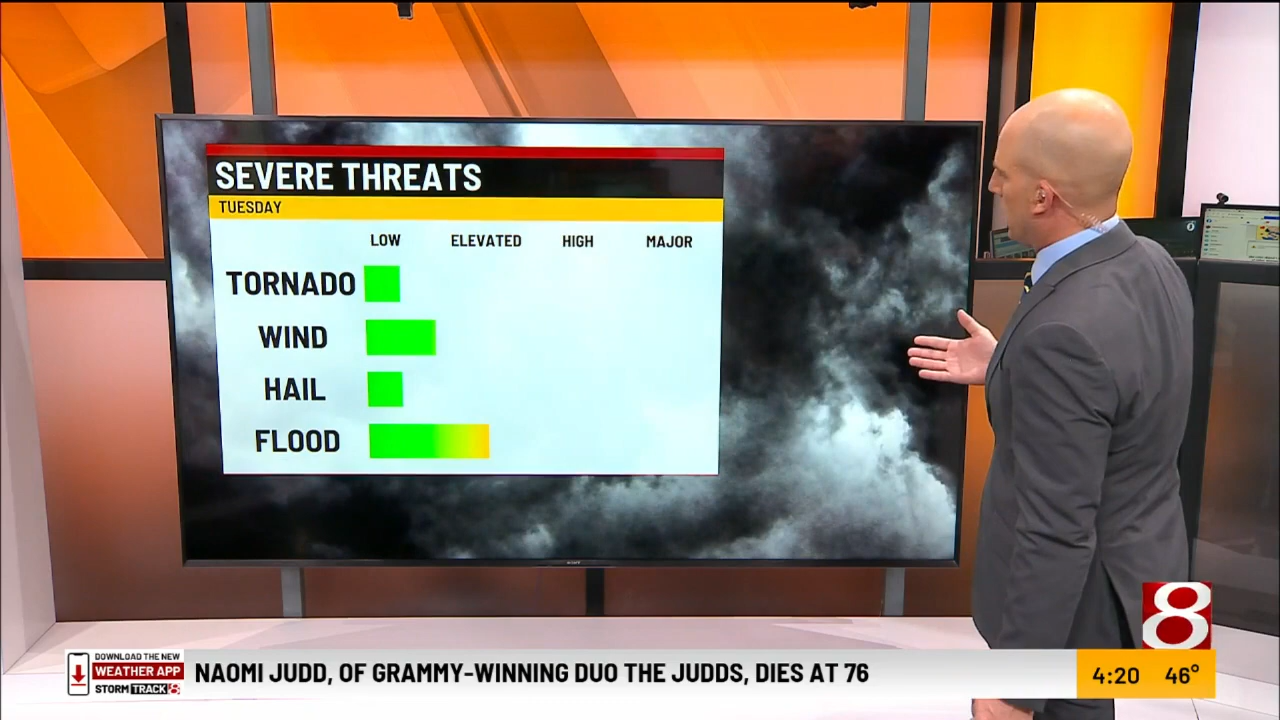 SEVERE THREATS
TUESDAY
LOW ELEVATED HIGH MAJOR
TORNADO
WIND
HAIL
FLOOD
SONY
8
DOWNLOAD THE NEW
WEATHER APP
STORM TRACK 8
NAOMI JUDD, OF GRAMMY-WINNING DUO THE JUDDS, DIES AT 76
4:20 46°